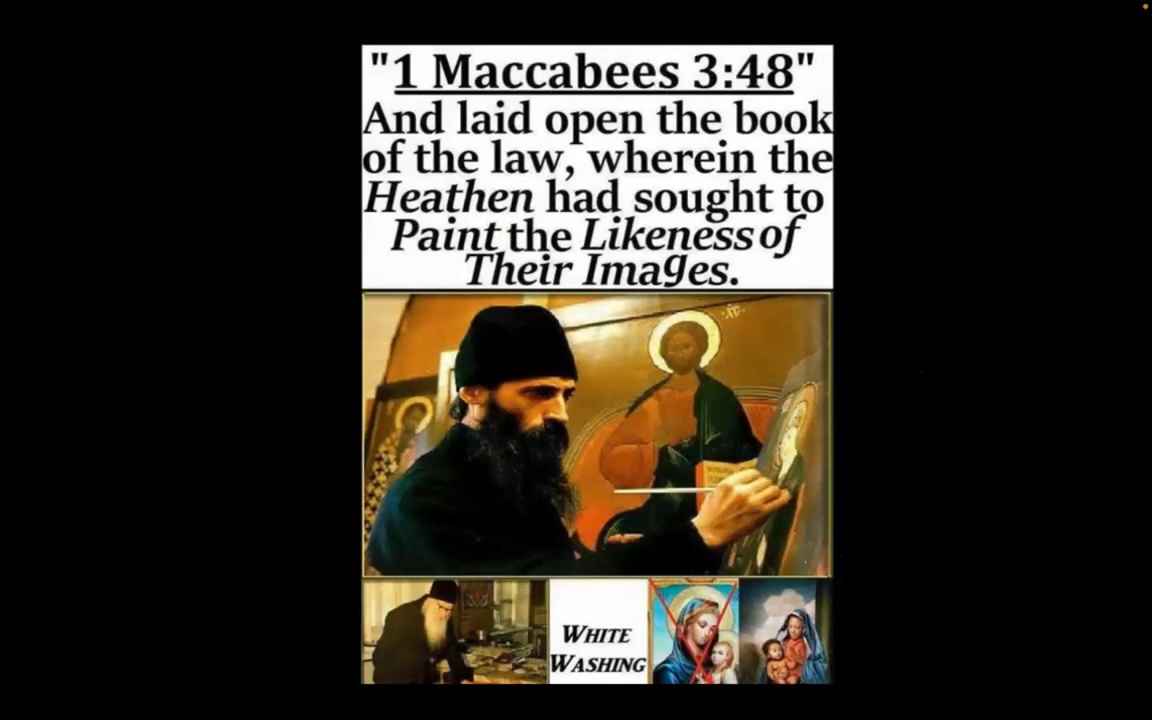 "1 Maccabees 3:48"
And laid open the book
of the law, wherein the
Heathen had sought to
Paint the Likeness of
Their Images.
WHITE
WASHING